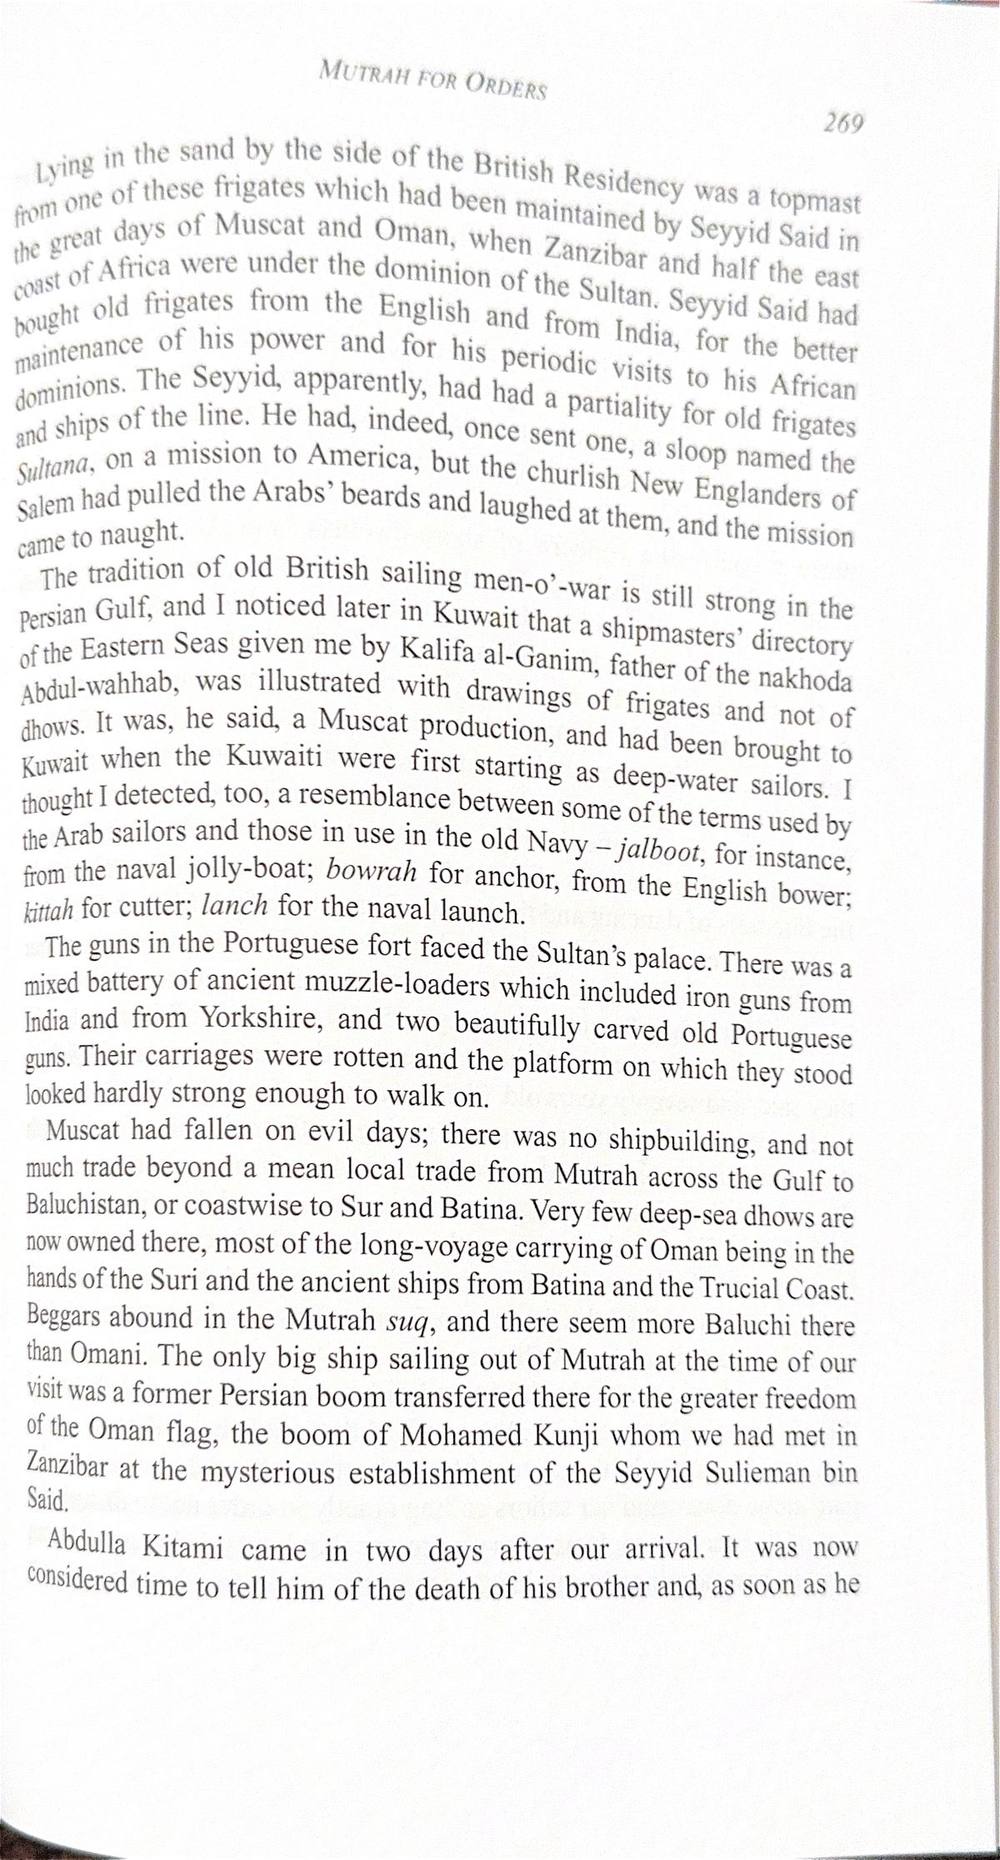 MUTRAH FOR ORDERS
269
Lying in the sand by the side of the British Residency was a topmast
from one of these frigates which had been maintained by Seyyid Said in
the great days of Muscat and Oman, when Zanzibar and half the east
coast of Africa were under the dominion of the Sultan. Seyyid Said had
bought old frigates from the English and from India, for the better
maintenance of his power and for his periodic visits to his African
dominions. The Seyyid, apparently, had had a partiality for old frigates
and ships of the line. He had, indeed, once sent one, a sloop named the
Sultana, on a mission to America, but the churlish New Englanders of
Salem had pulled the Arabs’ beards and laughed at them, and the mission
came to naught.
The tradition of old British sailing men-o’-war is still strong in the
Persian Gulf, and I noticed later in Kuwait that a shipmasters’ directory
of the Eastern Seas given me by Kalifa al-Ganim, father of the nakhoda
Abdul-wahhab, was illustrated with drawings of frigates and not of
dhows. It was, he said, a Muscat production, and had been brought to
Kuwait when the Kuwaiti were first starting as deep-water sailors. I
thought I detected, too, a resemblance between some of the terms used by
the Arab sailors and those in use in the old Navy – jalboot, for instance,
from the naval jolly-boat; bowrah for anchor, from the English bower;
kittah for cutter; lanch for the naval launch.
The guns in the Portuguese fort faced the Sultan’s palace. There was a
mixed battery of ancient muzzle-loaders which included iron guns from
India and from Yorkshire, and two beautifully carved old Portuguese
guns. Their carriages were rotten and the platform on which they stood
looked hardly strong enough to walk on.
Muscat had fallen on evil days; there was no shipbuilding, and not
much trade beyond a mean local trade from Mutrah across the Gulf to
Baluchistan, or coastwise to Sur and Batina. Very few deep-sea dhows are
now owned there, most of the long-voyage carrying of Oman being in the
hands of the Suri and the ancient ships from Batina and the Trucial Coast.
Beggars abound in the Mutrah suq, and there seem more Baluchi there
than Omani. The only big ship sailing out of Mutrah at the time of our
visit was a former Persian boom transferred there for the greater freedom
of the Oman flag, the boom of Mohamed Kunji whom we had met in
Zanzibar at the mysterious establishment of the Seyyid Sulieman bin
Said.
Abdulla Kitami came in two days after our arrival. It was now
considered time to tell him of the death of his brother and, as soon as he